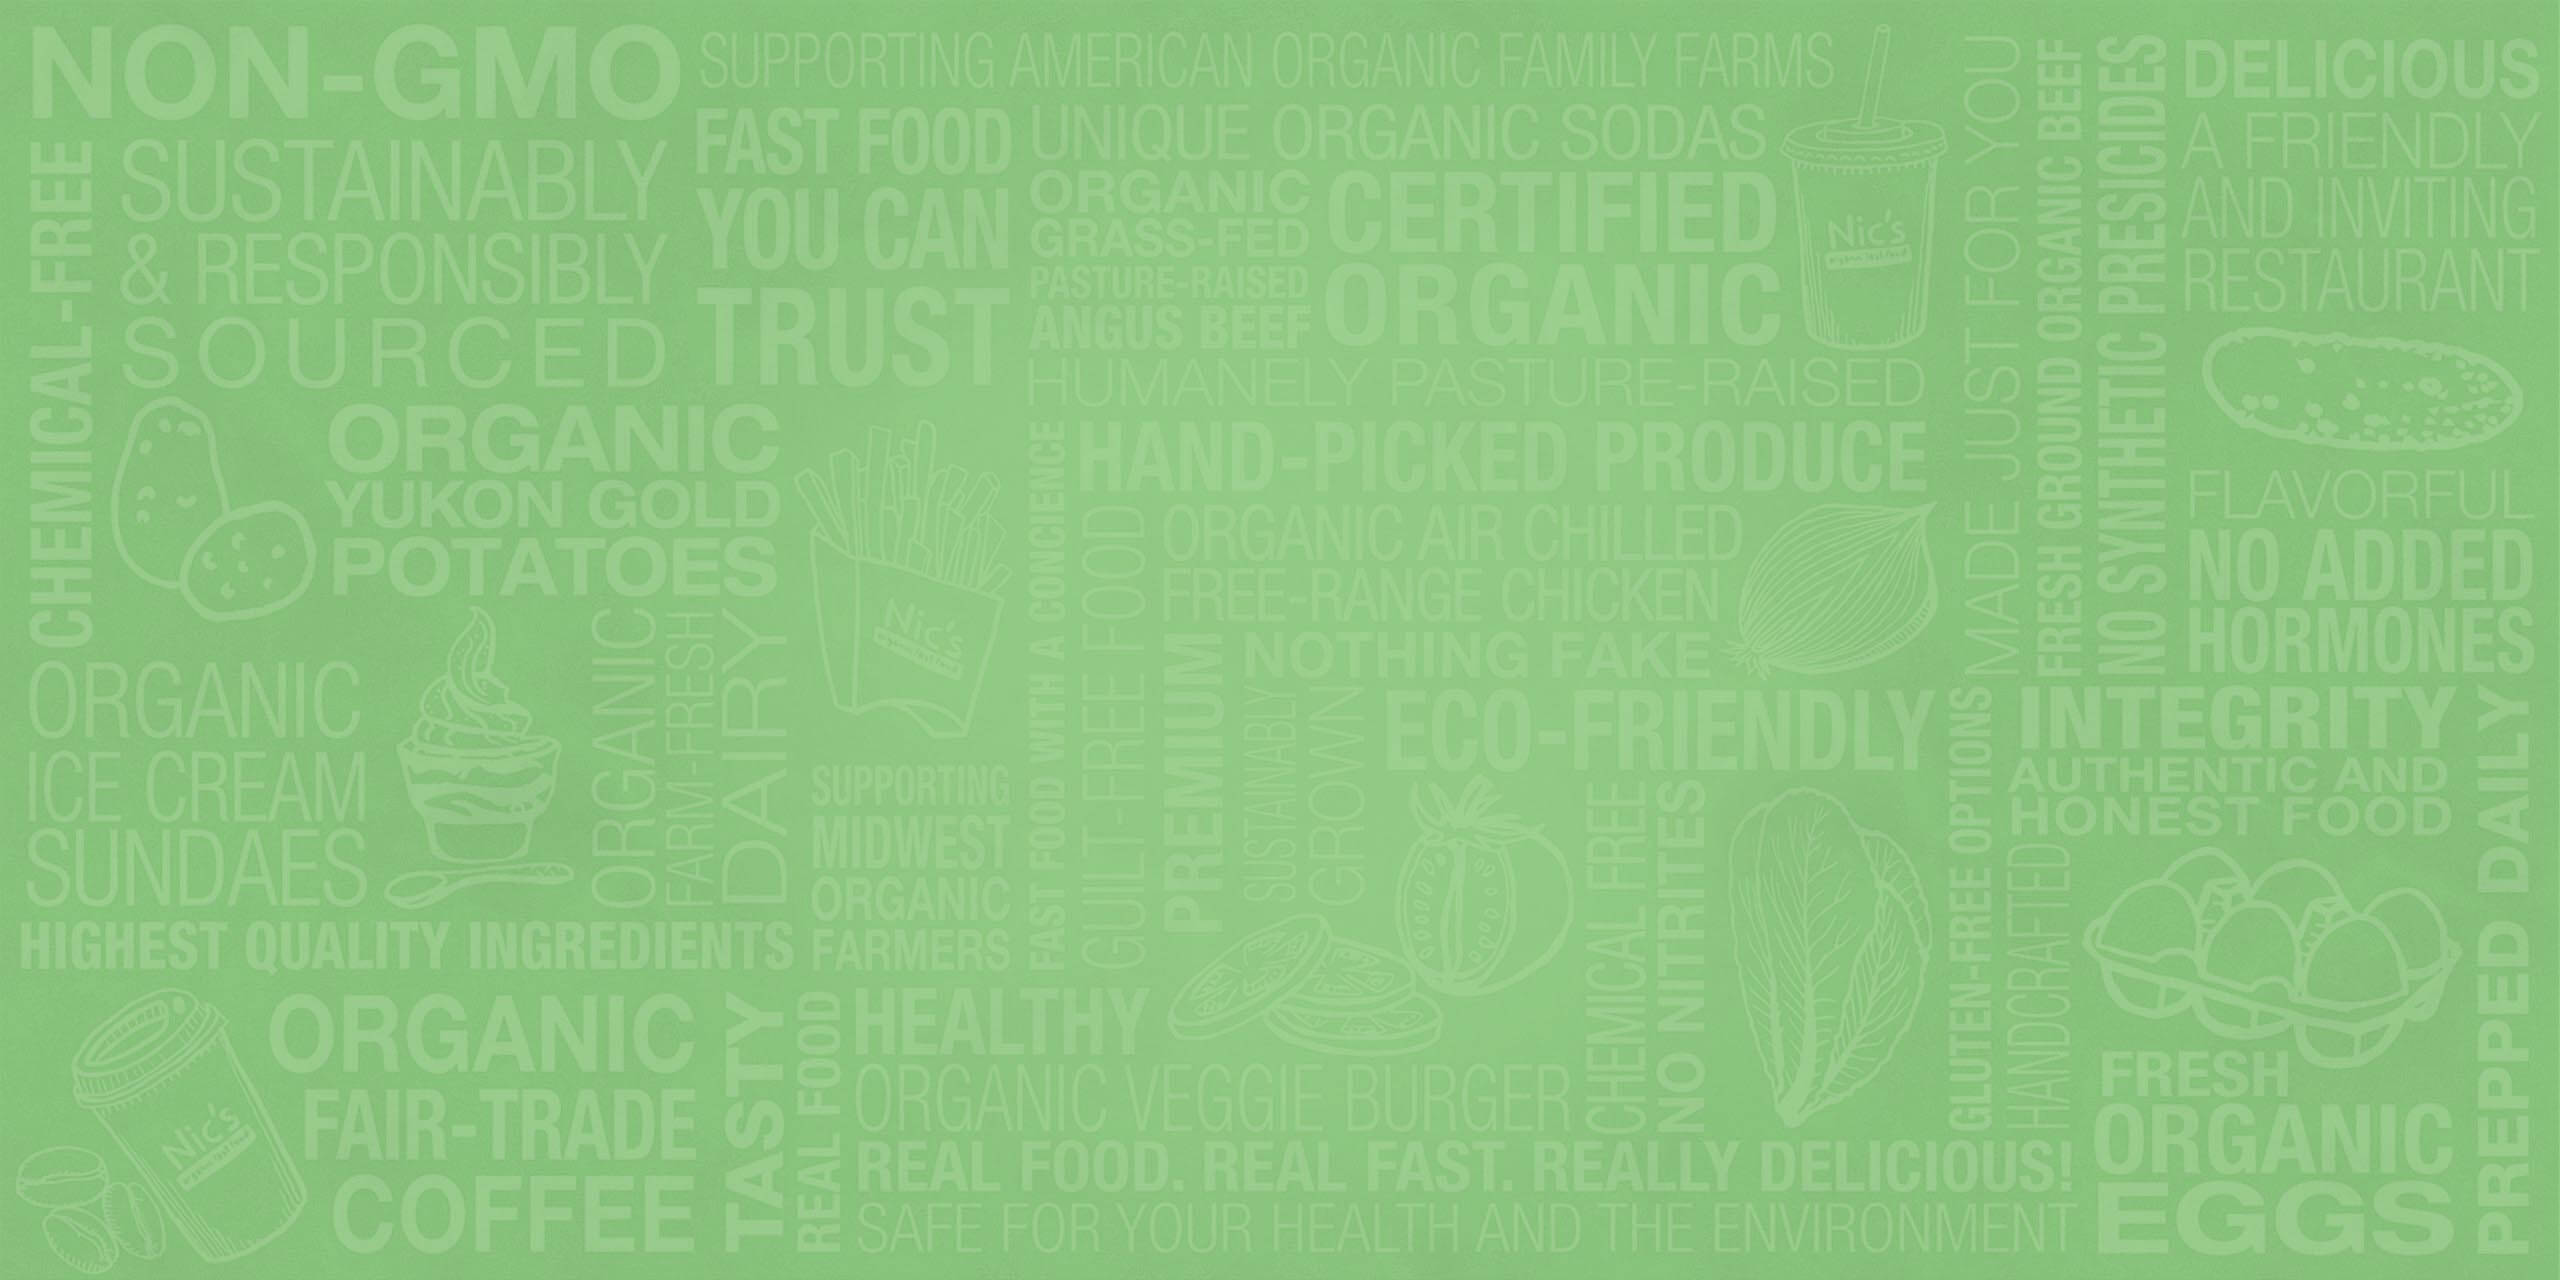 NON-GMO
SUPPORTING AMERICAN ORGANIC FAMILY FARMS
CHEMICAL-FREE
SUSTAINABLY
& RESPONSIBLY
SOURCED
FAST FOOD
YOU CAN
TRUST
UNIQUE ORGANIC SODAS
ORGANIC
GRASS-FED
PASTURE-RAISED
ANGUS BEEF
CERTIFIED
ORGANIC
Nic's
HUMANELY PASTURE-RAISED
MADE JUST FOR YOU
FRESH GROUND ORGANIC BEEF
NO SYNTHETIC PRESICIDES
DELICIOUS
A FRIENDLY
AND INVITING
RESTAURANT
ORGANIC
YUKON GOLD
POTATOES
Nic's
FAST FOOD WITH A CONCIENCE
HAND-PICKED PRODUCE
GUILT-FREE FOOD
ORGANIC AIR CHILLED
FREE-RANGE CHICKEN
NOTHING FAKE
FLAVORFUL
NO ADDED
HORMONES
ORGANIC
ICE CREAM
SUNDAES
ORGANIC
FARM-FRESH
DAIRY
SUPPORTING
MIDWEST
ORGANIC
FARMERS
PREMIUM
SUSTAINABLY
GROWN
ECO-FRIENDLY
CHEMICAL FREE
NO NITRITES
GLUTEN-FREE OPTIONS
INTEGRITY
AUTHENTIC AND
HONEST FOOD
HANDCRAFTED
PREPPED DAILY
HIGHEST QUALITY INGREDIENTS
Nic's
ORGANIC
FAIR-TRADE
COFFEE
TASTY
REAL FOOD
HEALTHY
ORGANIC VEGGIE BURGER
REAL FOOD. REAL FAST. REALLY DELICIOUS!
SAFE FOR YOUR HEALTH AND THE ENVIRONMENT
FRESH
ORGANIC
EGGS